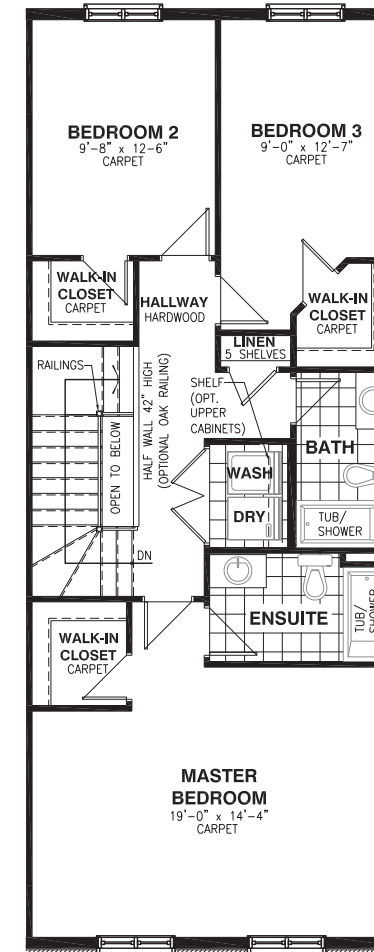 BEDROOM 2
9'-8" x 12-6"
CARPET
BEDROOM 3
9'-0" x 12'-7"
CARPET
WALK-IN
CLOSET
CARPET
HALLWAY
HARDWOOD
WALK-IN
CLOSET
CARPET
LINEN
5 SHELVES
RAILINGS
SHELF
(OPT.
UPPER
CABINETS)
OPEN TO BELOW
HALF WALL 42" HIGH
(OPTIONAL OAK RAILING)
BATH
WASH
DRY
TUB/
SHOWER
DN
ENSUITE
TUB/
SHOWER
WALK-IN
CLOSET
CARPET
MASTER
BEDROOM
19'-0" x 14'-4"
CARPET